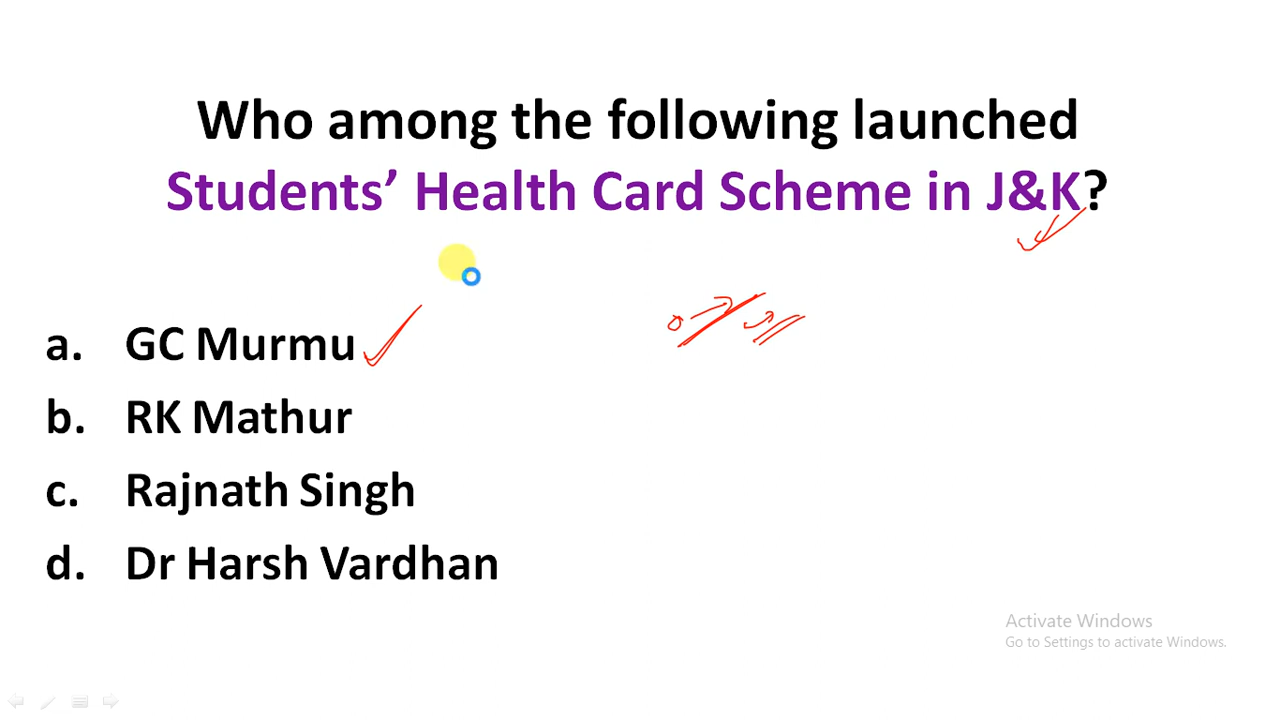 Who among the following launched
Students’ Health Card Scheme in J&K?
a. GC Murmu
b. RK Mathur
c. Rajnath Singh
d. Dr Harsh Vardhan
Activate Windows
Go to Settings to activate Windows.